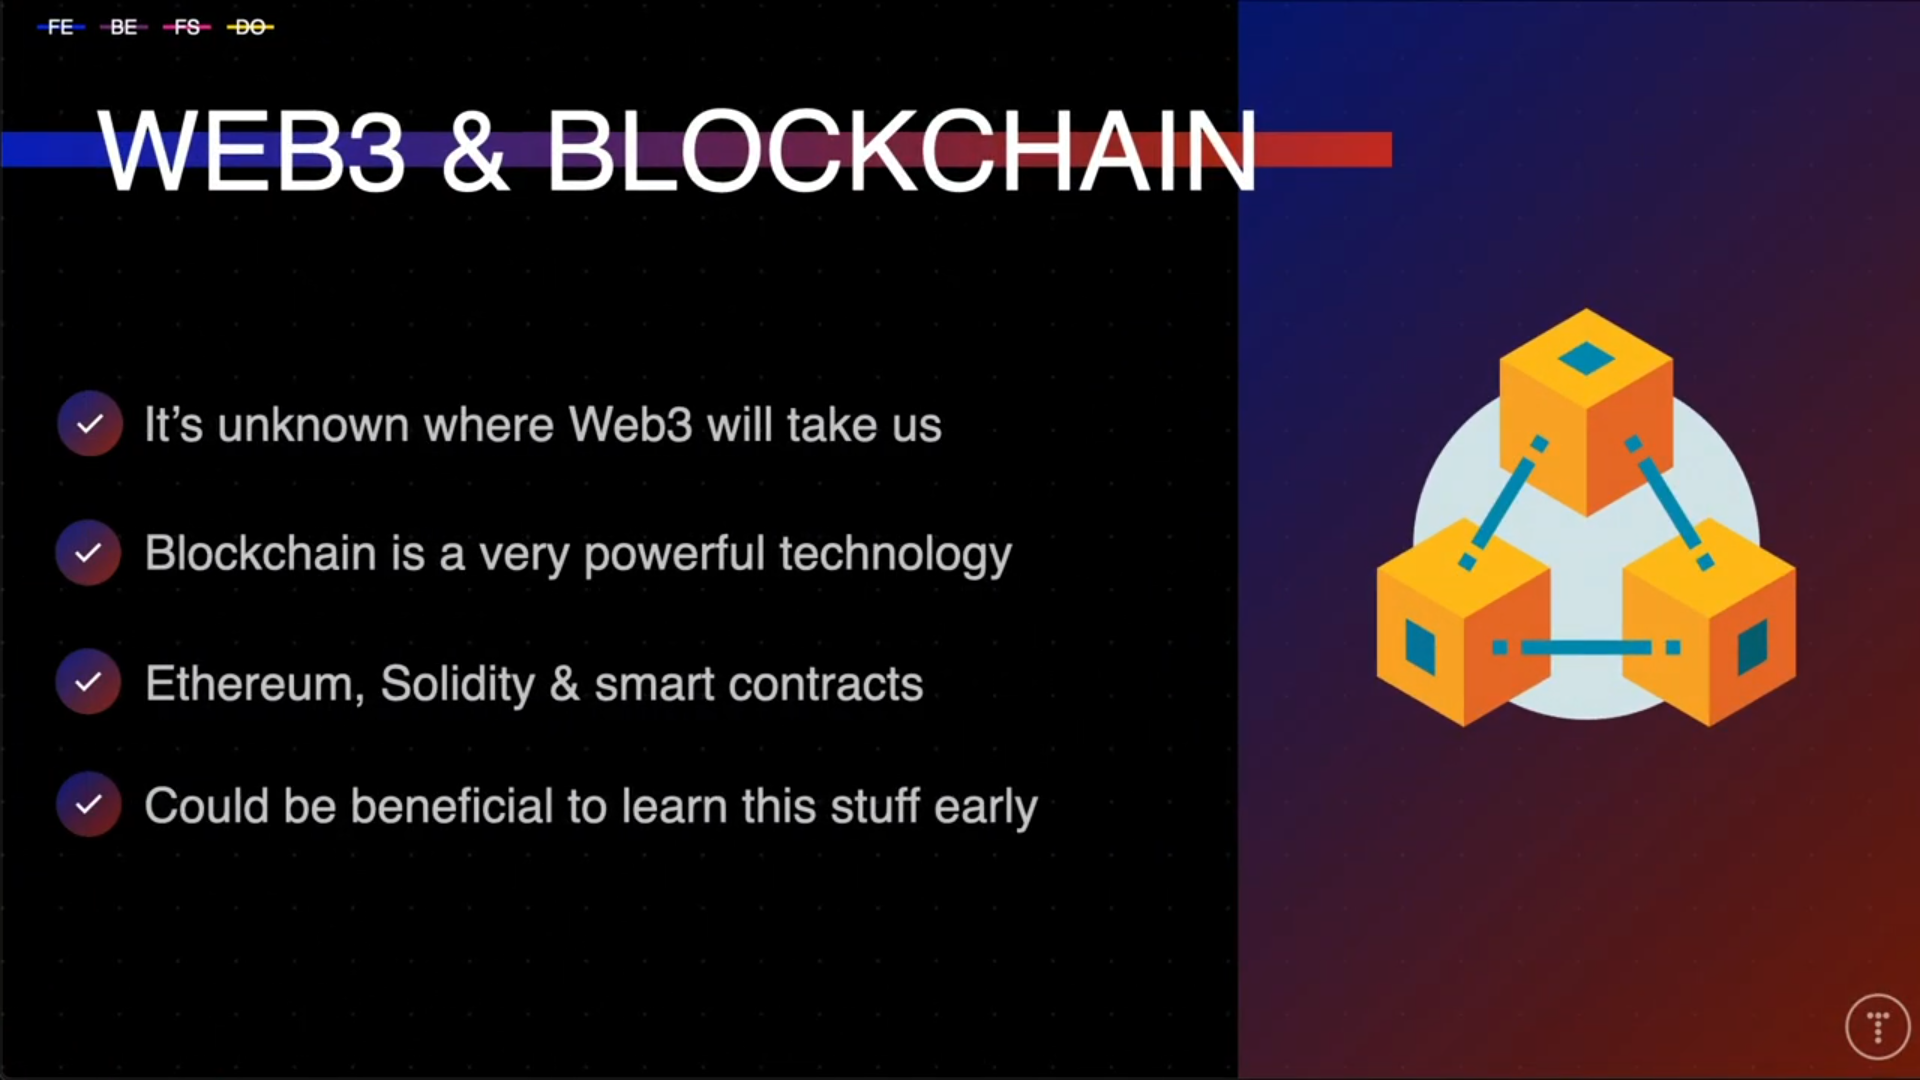 FE BE FS DO
WEB3 & BLOCKCHAIN
It’s unknown where Web3 will take us
Blockchain is a very powerful technology
Ethereum, Solidity & smart contracts
Could be beneficial to learn this stuff early
T